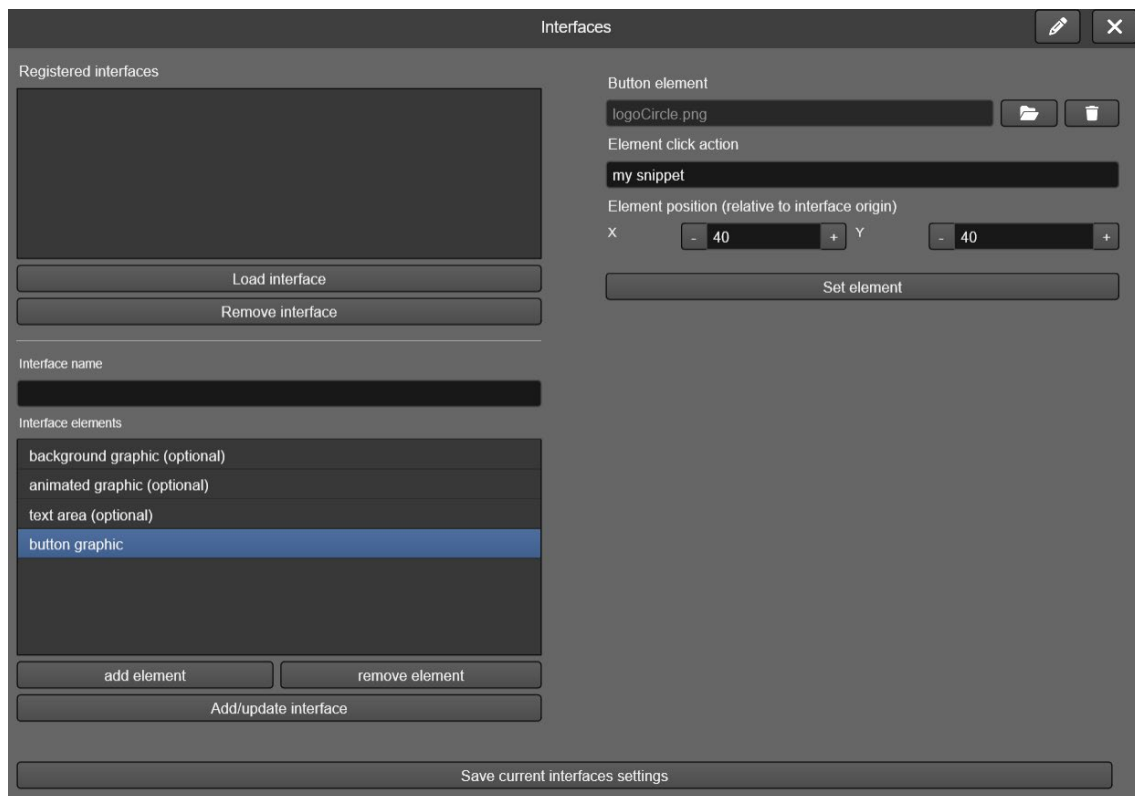 Interfaces
Registered interfaces
Load interface
Remove interface
Interface name
Interface elements
background graphic (optional)
animated graphic (optional)
text area (optional)
button graphic
add element remove element
Add/update interface
Button element
logoCircle.png
Element click action
my snippet
Element position (relative to interface origin)
X - 40 + Y - 40 +
Set element
Save current interfaces settings